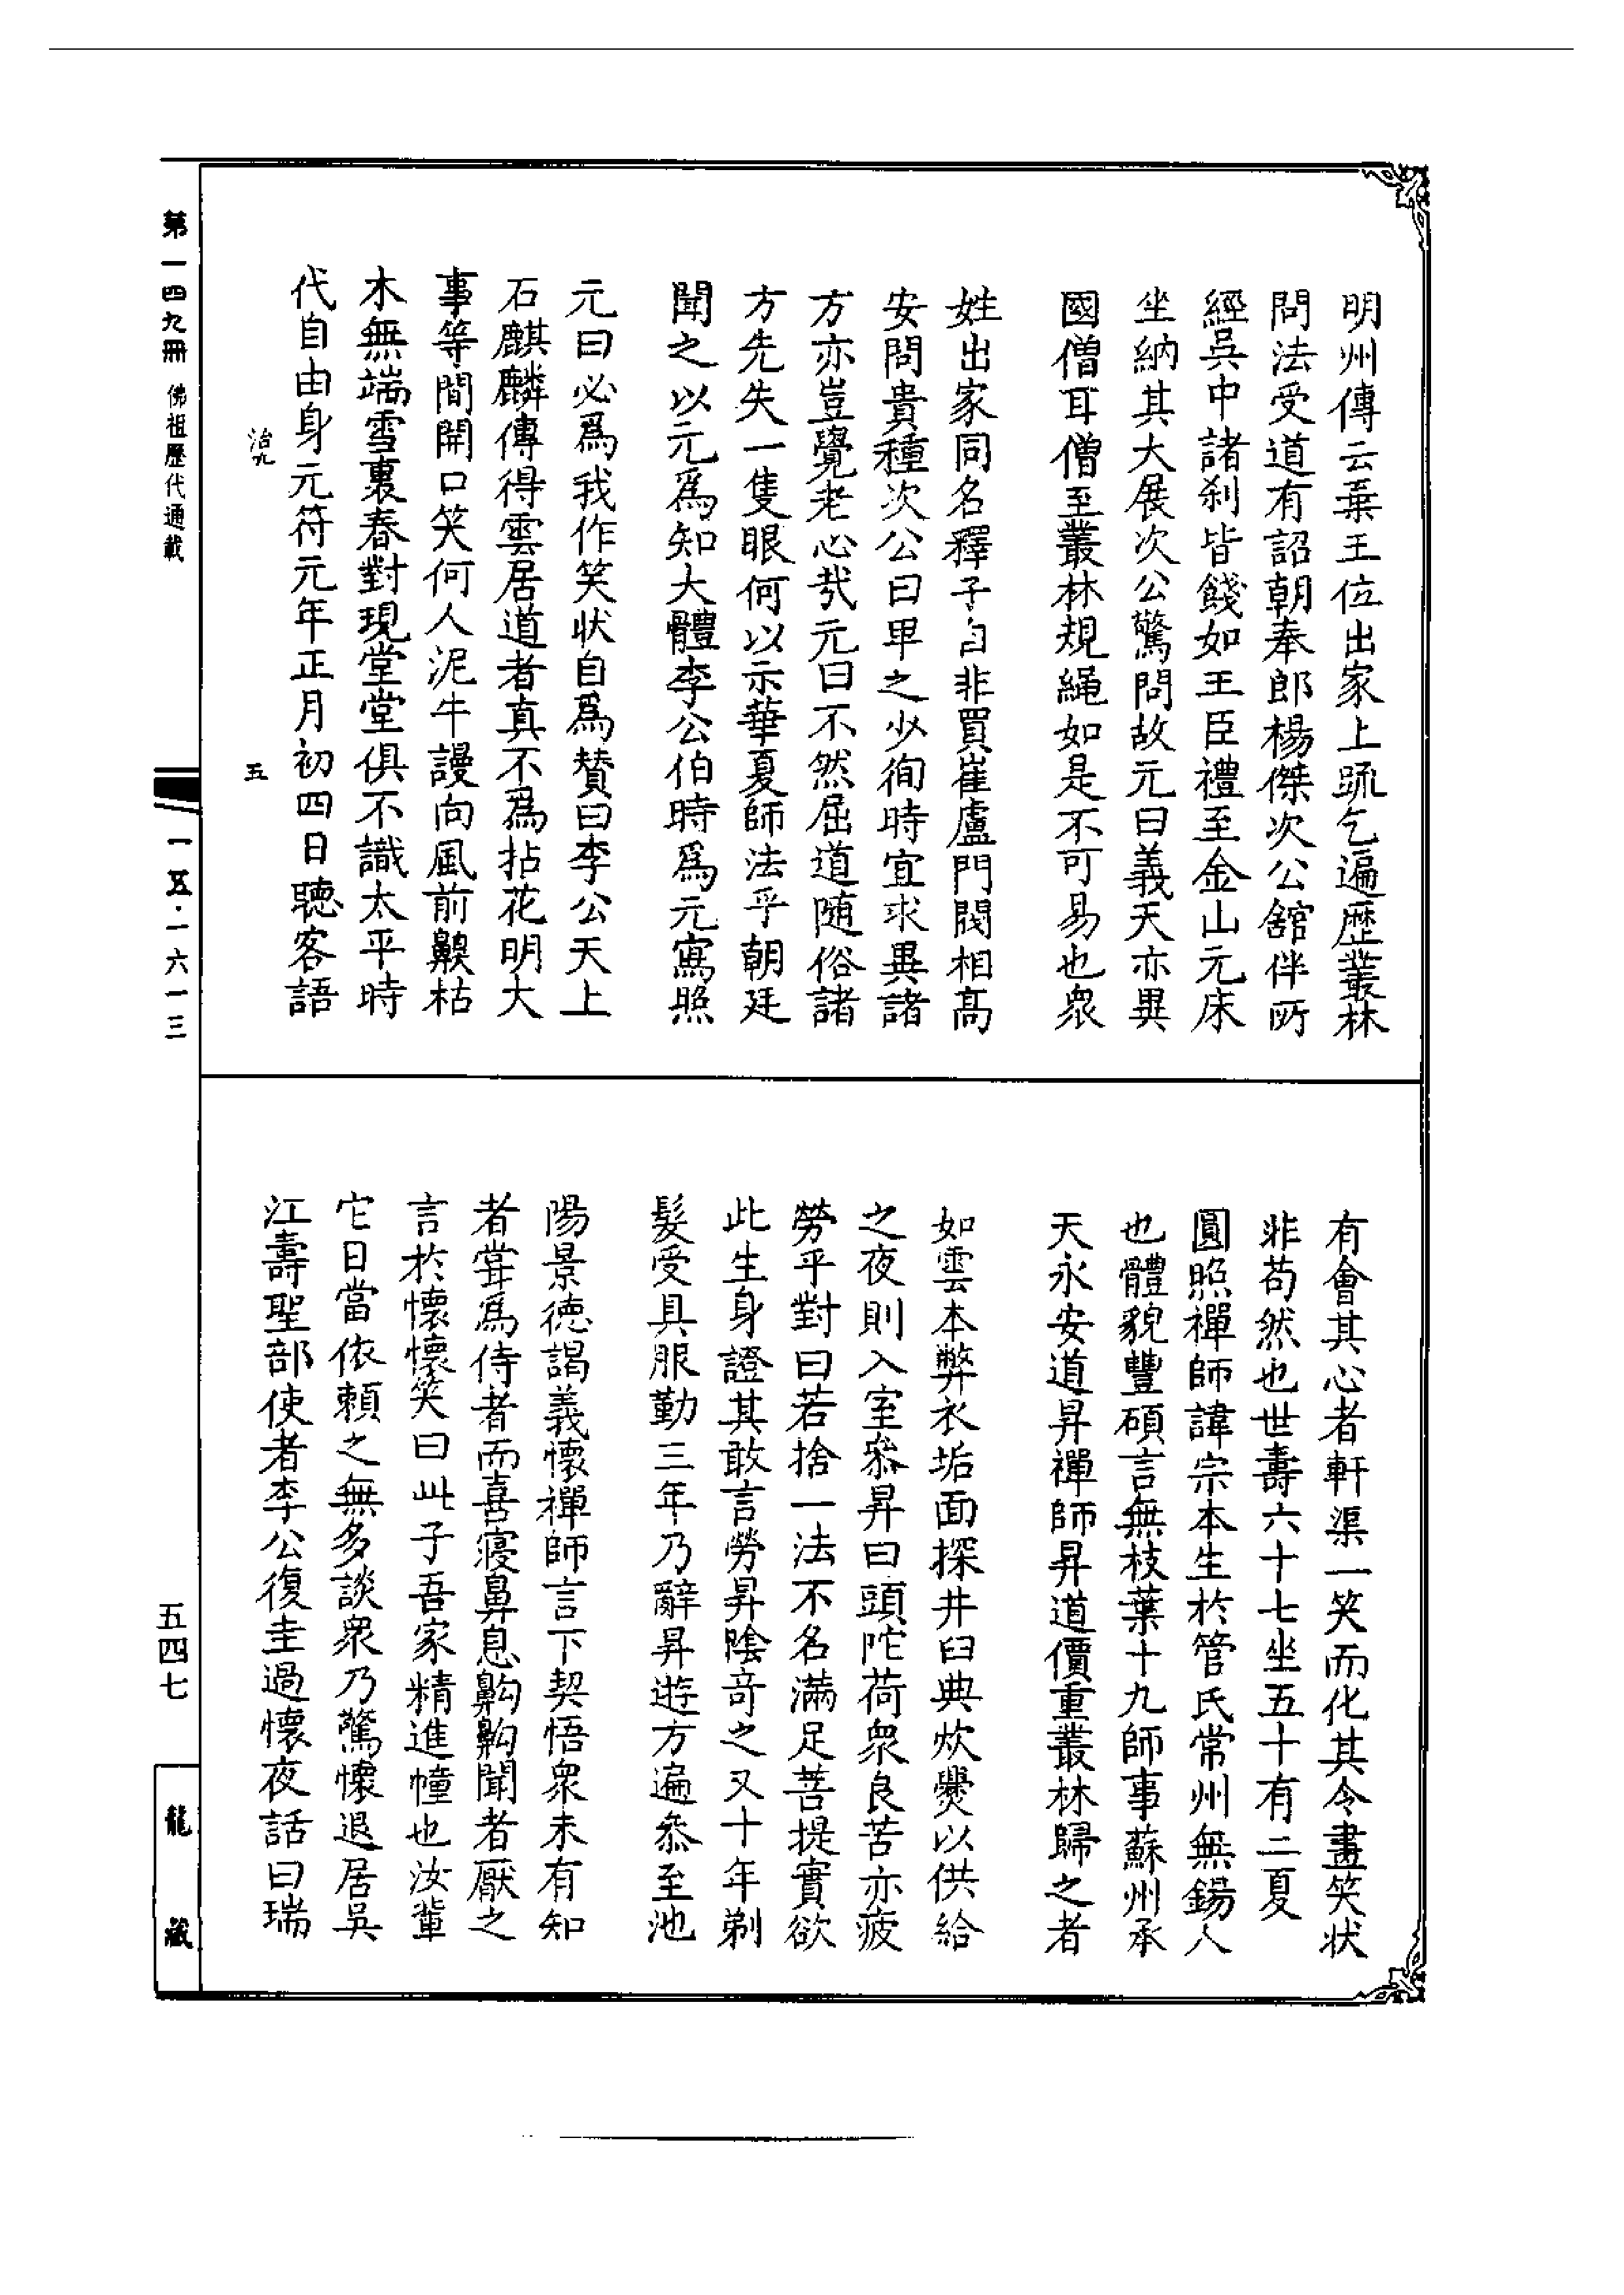 明州傳云棄王位出家上疏乞遍歷叢林
問法受道有詔朝奉郎楊傑次公舘伴所
經吳中諸刹皆餞如王臣禮至金山元床
坐納其大展次公驚問故元曰義天亦異
國僧耳僧至叢林規繩如是不可易也衆
姓出家同名釋子自非買崔盧門閥相高
安問貴種次公曰卑之少徇時宜求異諸
方亦豈覺老心哉元曰不然屈道随俗諸
方先失一隻眼何以示華夏師法乎朝廷
聞之以元爲知大體李公伯時爲元寫照
元曰必爲我作笑状自爲賛曰李公天上
石麒麟傳得雲居道者真不爲拈花明大
事等閒開口笑何人泥牛謾向風前齅枯
木無端雪裏春對現堂堂俱不識太平時
代自由身元符元年正月初四日聽客語
治九
五
有會其心者軒渠一笑而化其令畫笑状
非苟然也世壽六十七坐五十有二夏
圓照禪師諱宗本生於管氏常州無錫人
也體貌豐碩言無枝葉十九師事蘇州承
天永安道昇禪師昇道價重叢林歸之者
如雲本弊衣垢面探井臼典炊爨以供給
之夜則入室叅昇曰頭陀荷衆良苦亦疲
勞乎對曰若捨一法不名滿足菩提實欲
此生身證其敢言勞昇陰奇之又十年剃
髮受具服勤三年乃辭昇遊方遍叅至池
陽景德謁義懷禪師言下契悟衆未有知
者甞爲侍者而喜寢鼻息齁齁聞者厭之
言於懷懷笑曰此子吾家精進幢也汝輩
它日當依賴之無多談衆乃驚懷退居吳
江壽聖部使者李公復圭過懷夜話曰瑞
第一四九冊 佛祖歷代通載
一五·一六一三
五四七
龍藏